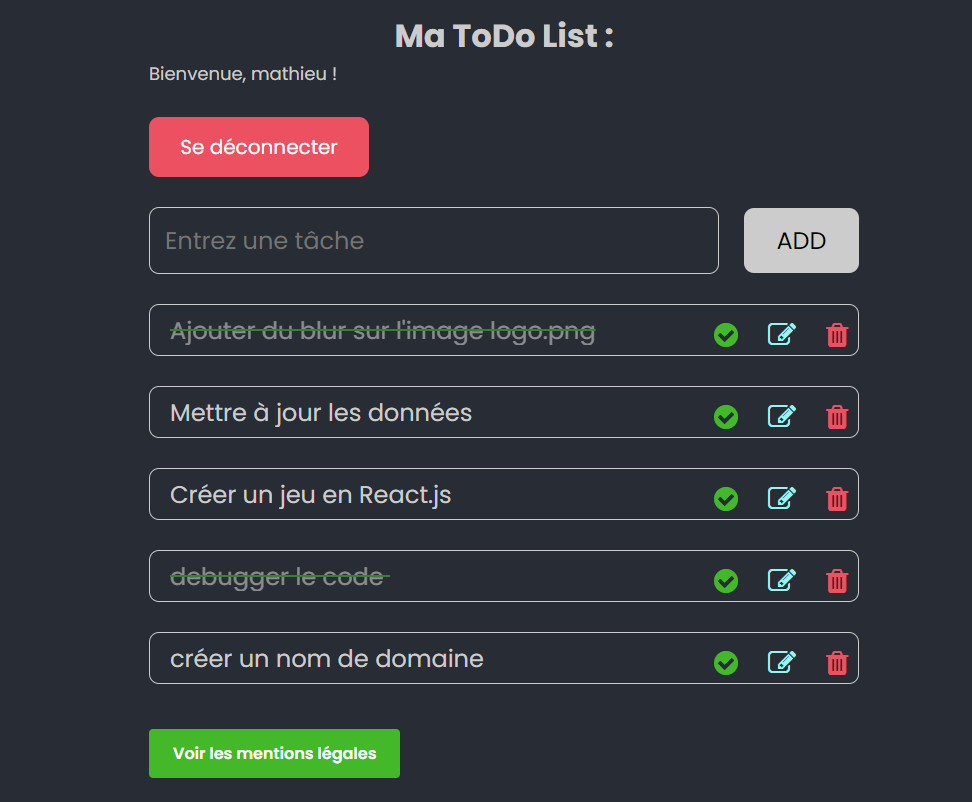 Ma ToDo List :
Bienvenue, mathieu !
Se déconnecter
Entrez une tâche
ADD
Ajouter du blur sur l'image logo.png
Mettre à jour les données
Créer un jeu en React.js
debugger le code
créer un nom de domaine
Voir les mentions légales